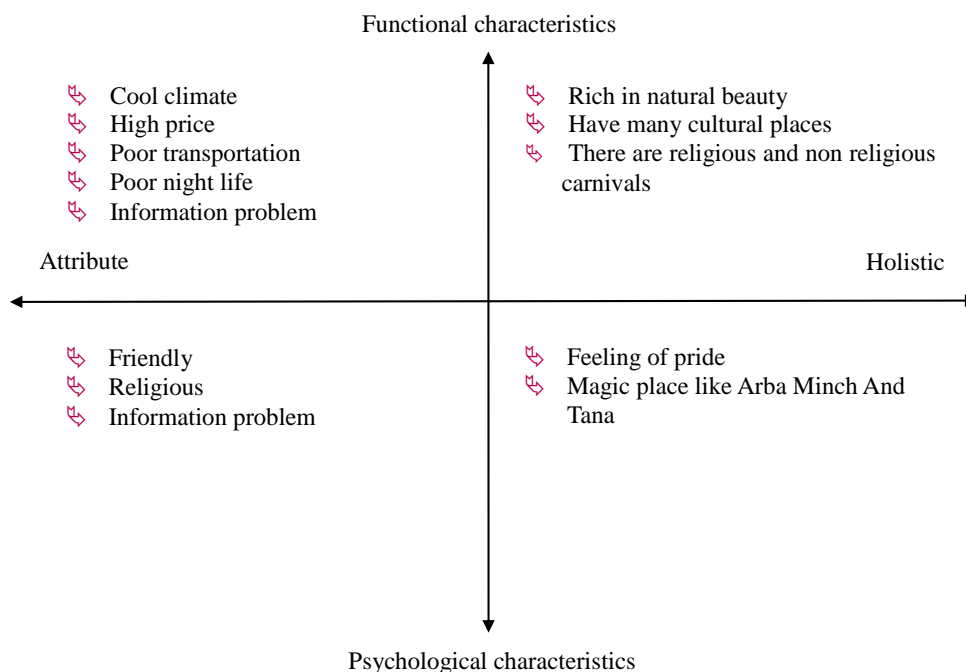 Functional characteristics
Cool climate
High price
Poor transportation
Poor night life
Information problem
Rich in natural beauty
Have many cultural places
There are religious and non religious
carnivals
Attribute
Holistic
Friendly
Religious
Information problem
Feeling of pride
Magic place like Arba Minch And
Tana
Psychological characteristics